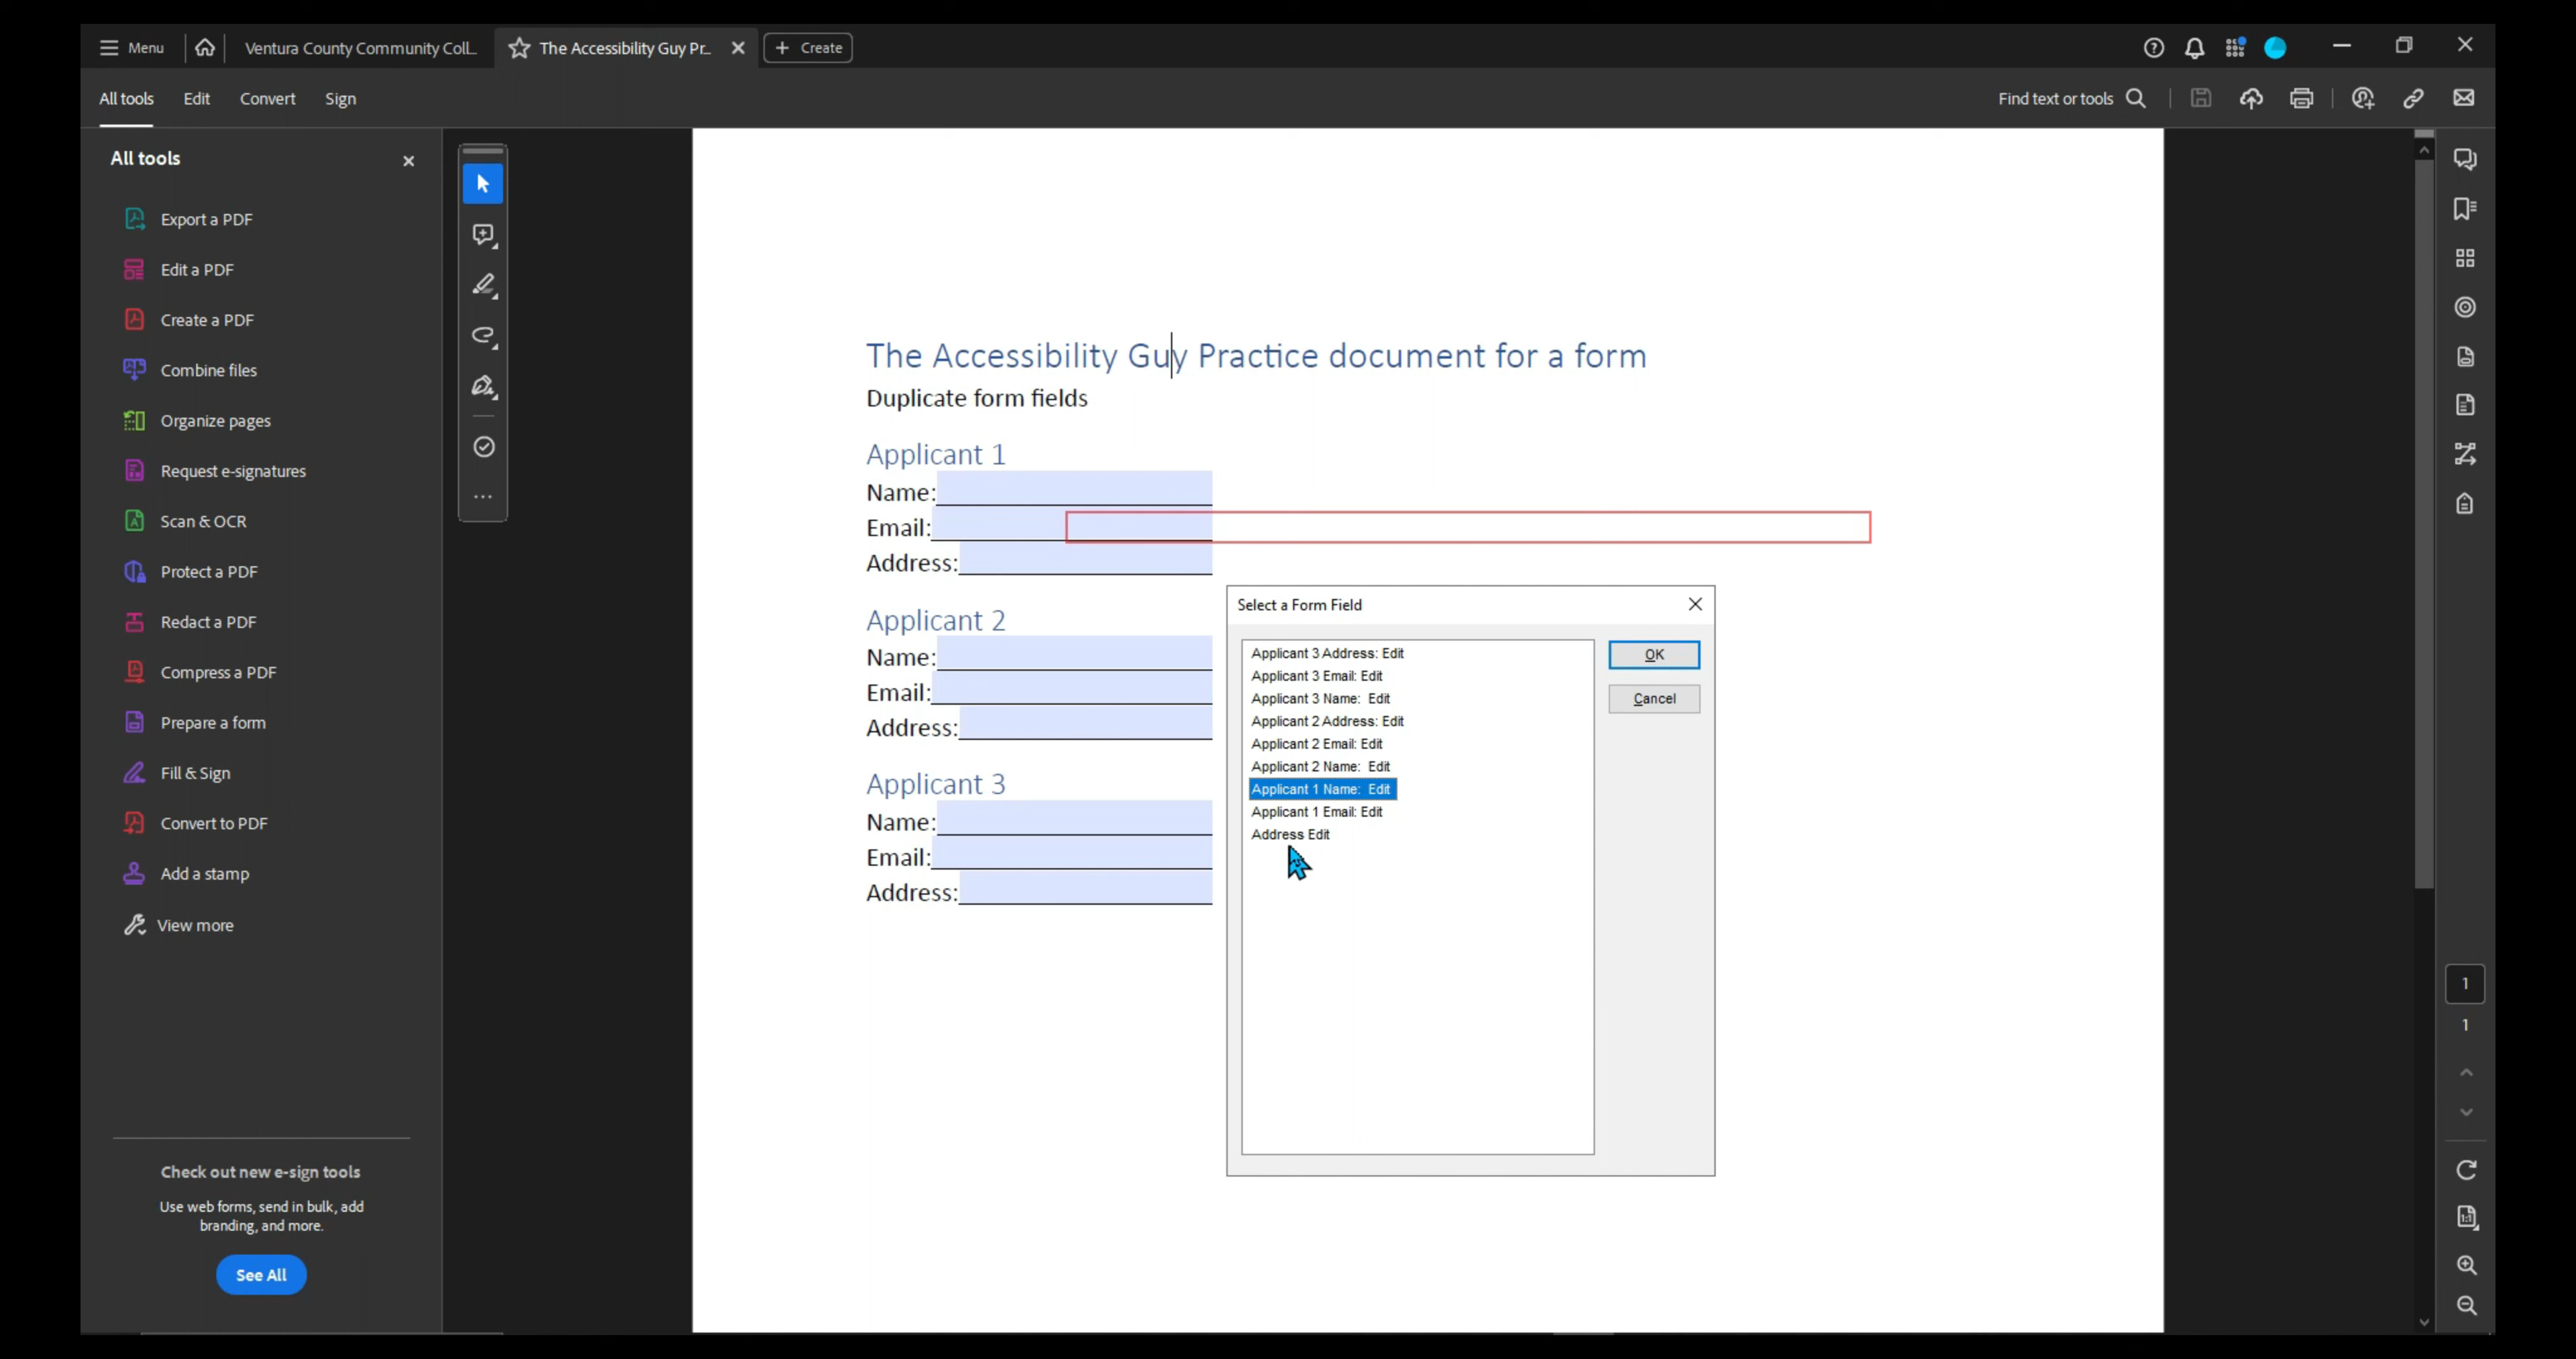 Menu
Ventura County Community Coll...
The Accessibility Guy Pr...
Create
All tools
Edit
Convert
Sign
Find text or tools
All tools
Export a PDF
Edit a PDF
Create a PDF
Combine files
Organize pages
Request e-signatures
Scan & OCR
Protect a PDF
Redact a PDF
Compress a PDF
Prepare a form
Fill & Sign
Convert to PDF
Add a stamp
View more
Check out new e-sign tools
Use web forms, send in bulk, add
branding, and more.
See All
The Accessibility Guy Practice document for a form
Duplicate form fields
Applicant 1
Name:
Email:
Address:
Applicant 2
Name:
Email:
Address:
Applicant 3
Name:
Email:
Address:
Select a Form Field
Applicant 3 Address: Edit
Applicant 3 Email: Edit
Applicant 3 Name:  Edit
Applicant 2 Address: Edit
Applicant 2 Email: Edit
Applicant 2 Name:  Edit
Applicant 1 Name:  Edit
Applicant 1 Email: Edit
Address Edit
OK
Cancel
1
1
1:1